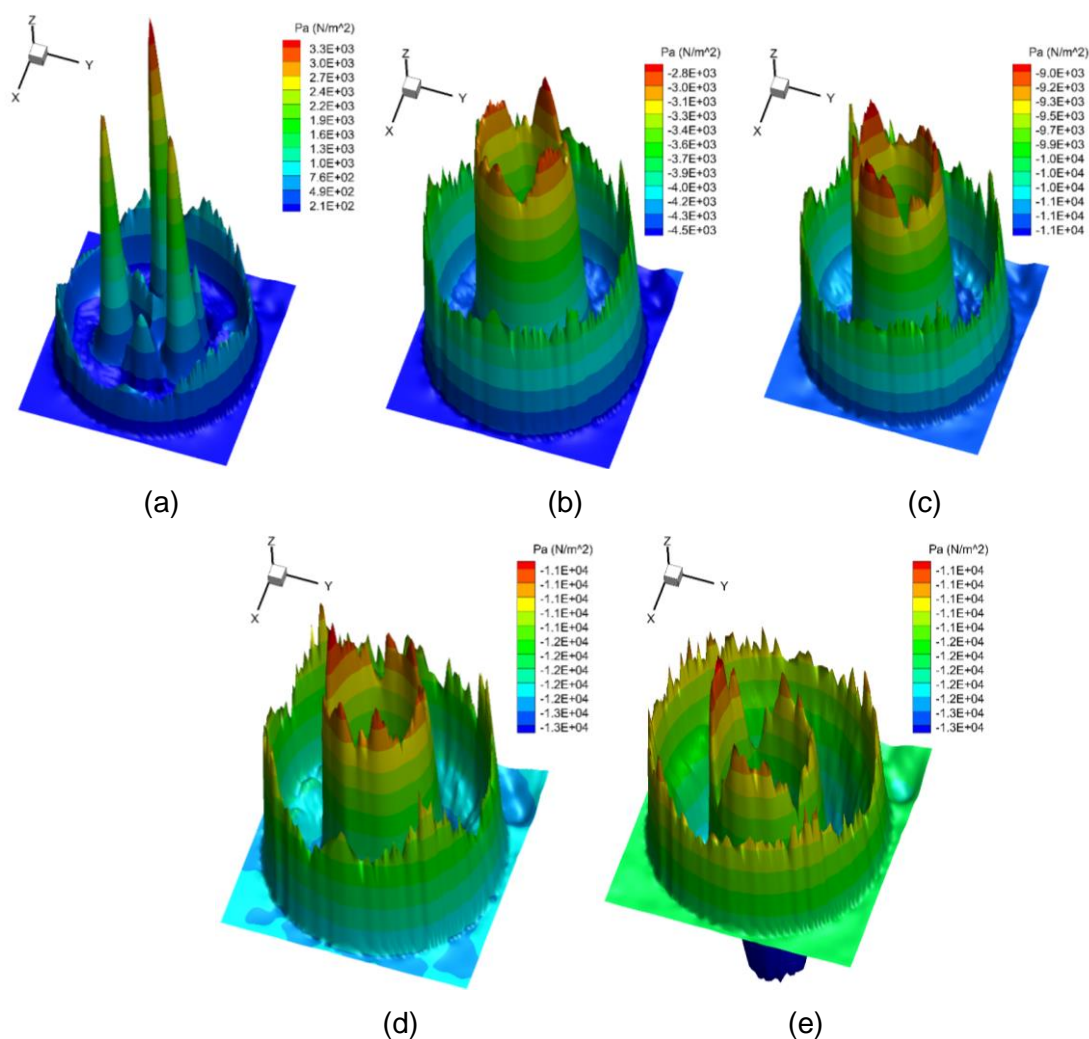 Z
Y
X
Pa (N/m^2)
3.3E+03
3.0E+03
2.7E+03
2.4E+03
2.2E+03
1.9E+03
1.6E+03
1.3E+03
1.0E+03
7.6E+02
4.9E+02
2.1E+02
(a)
Z
Y
X
Pa (N/m^2)
-2.8E+03
-3.0E+03
-3.1E+03
-3.3E+03
-3.4E+03
-3.6E+03
-3.7E+03
-3.9E+03
-4.0E+03
-4.2E+03
-4.3E+03
-4.5E+03
(b)
Z
Y
X
Pa (N/m^2)
-9.0E+03
-9.2E+03
-9.3E+03
-9.5E+03
-9.7E+03
-9.9E+03
-1.0E+04
-1.0E+04
-1.0E+04
-1.1E+04
-1.1E+04
(c)
Z
Y
X
Pa (N/m^2)
-1.1E+04
-1.1E+04
-1.1E+04
-1.1E+04
-1.2E+04
-1.2E+04
-1.2E+04
-1.2E+04
-1.2E+04
-1.3E+04
-1.3E+04
(d)
Z
Y
X
Pa (N/m^2)
-1.1E+04
-1.1E+04
-1.1E+04
-1.1E+04
-1.2E+04
-1.2E+04
-1.2E+04
-1.2E+04
-1.2E+04
-1.3E+04
-1.3E+04
(e)